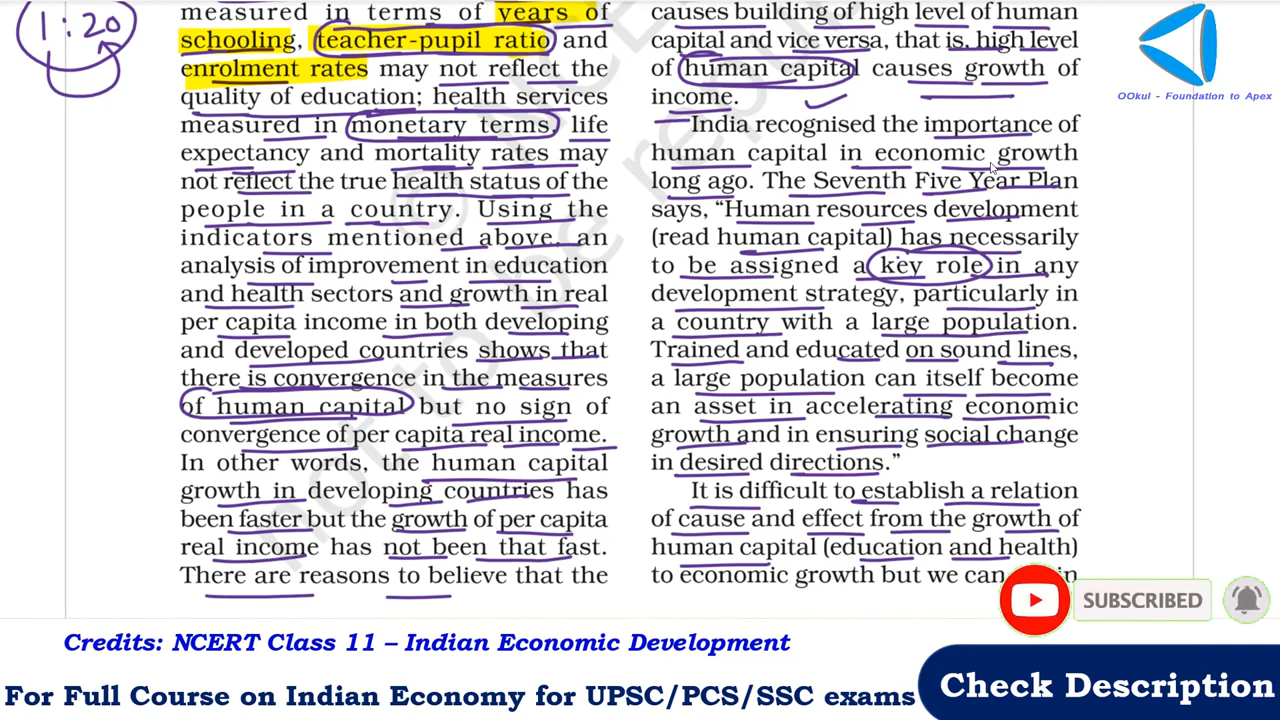 1:20
measured in terms of years of
schooling, teacher-pupil ratio and
enrolment rates may not reflect the
quality of education; health services
measured in monetary terms, life
expectancy and mortality rates may
not reflect the true health status of the
people in a country. Using the
indicators mentioned above, an
analysis of improvement in education
and health sectors and growth in real
per capita income in both developing
and developed countries shows that
there is convergence in the measures
of human capital but no sign of
convergence of per capita real income.
In other words, the human capital
growth in developing countries has
been faster but the growth of per capita
real income has not been that fast.
There are reasons to believe that the
causes building of high level of human
capital and vice versa, that is, high level
of human capital causes growth of
income.
India recognised the importance of
human capital in economic growth
long ago. The Seventh Five Year Plan
says, “Human resources development
(read human capital) has necessarily
to be assigned a key role in any
development strategy, particularly in
a country with a large population.
Trained and educated on sound lines,
a large population can itself become
an asset in accelerating economic
growth and in ensuring social change
in desired directions.”
It is difficult to establish a relation
of cause and effect from the growth of
human capital (education and health)
to economic growth but we can
OOkul - Foundation to Apex
not to be
SUBSCRIBED
Credits: NCERT Class 11 – Indian Economic Development
For Full Course on Indian Economy for UPSC/PCS/SSC exams
Check Description